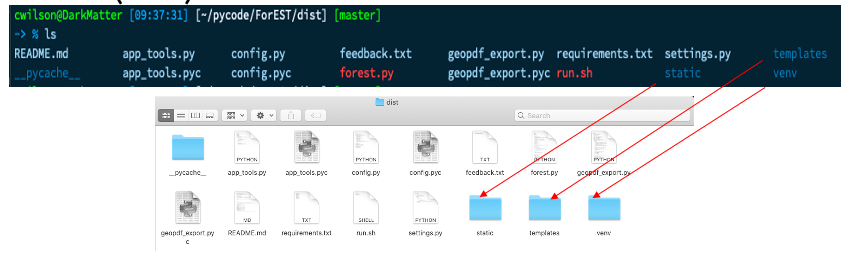 cwilson@DarkMatter [09:37:31] [~/pycode/ForEST/dist] [master]
-> % ls
README.md app_tools.py config.py feedback.txt geopdf_export.py requirements.txt settings.py templates
__pycache__ app_tools.pyc config.pyc forest.py geopdf_export.pyc run.sh static venv
dist
Search
PYTHON PYTHON TXT PYTHON PYTHON
__pycache__ app_tools.py app_tools.pyc config.py config.pyc feedback.txt forest.py geopdf_export.py
MD TXT SHELL PYTHON
geopdf_export.py README.md requirements.txt run.sh settings.py static templates venv
c